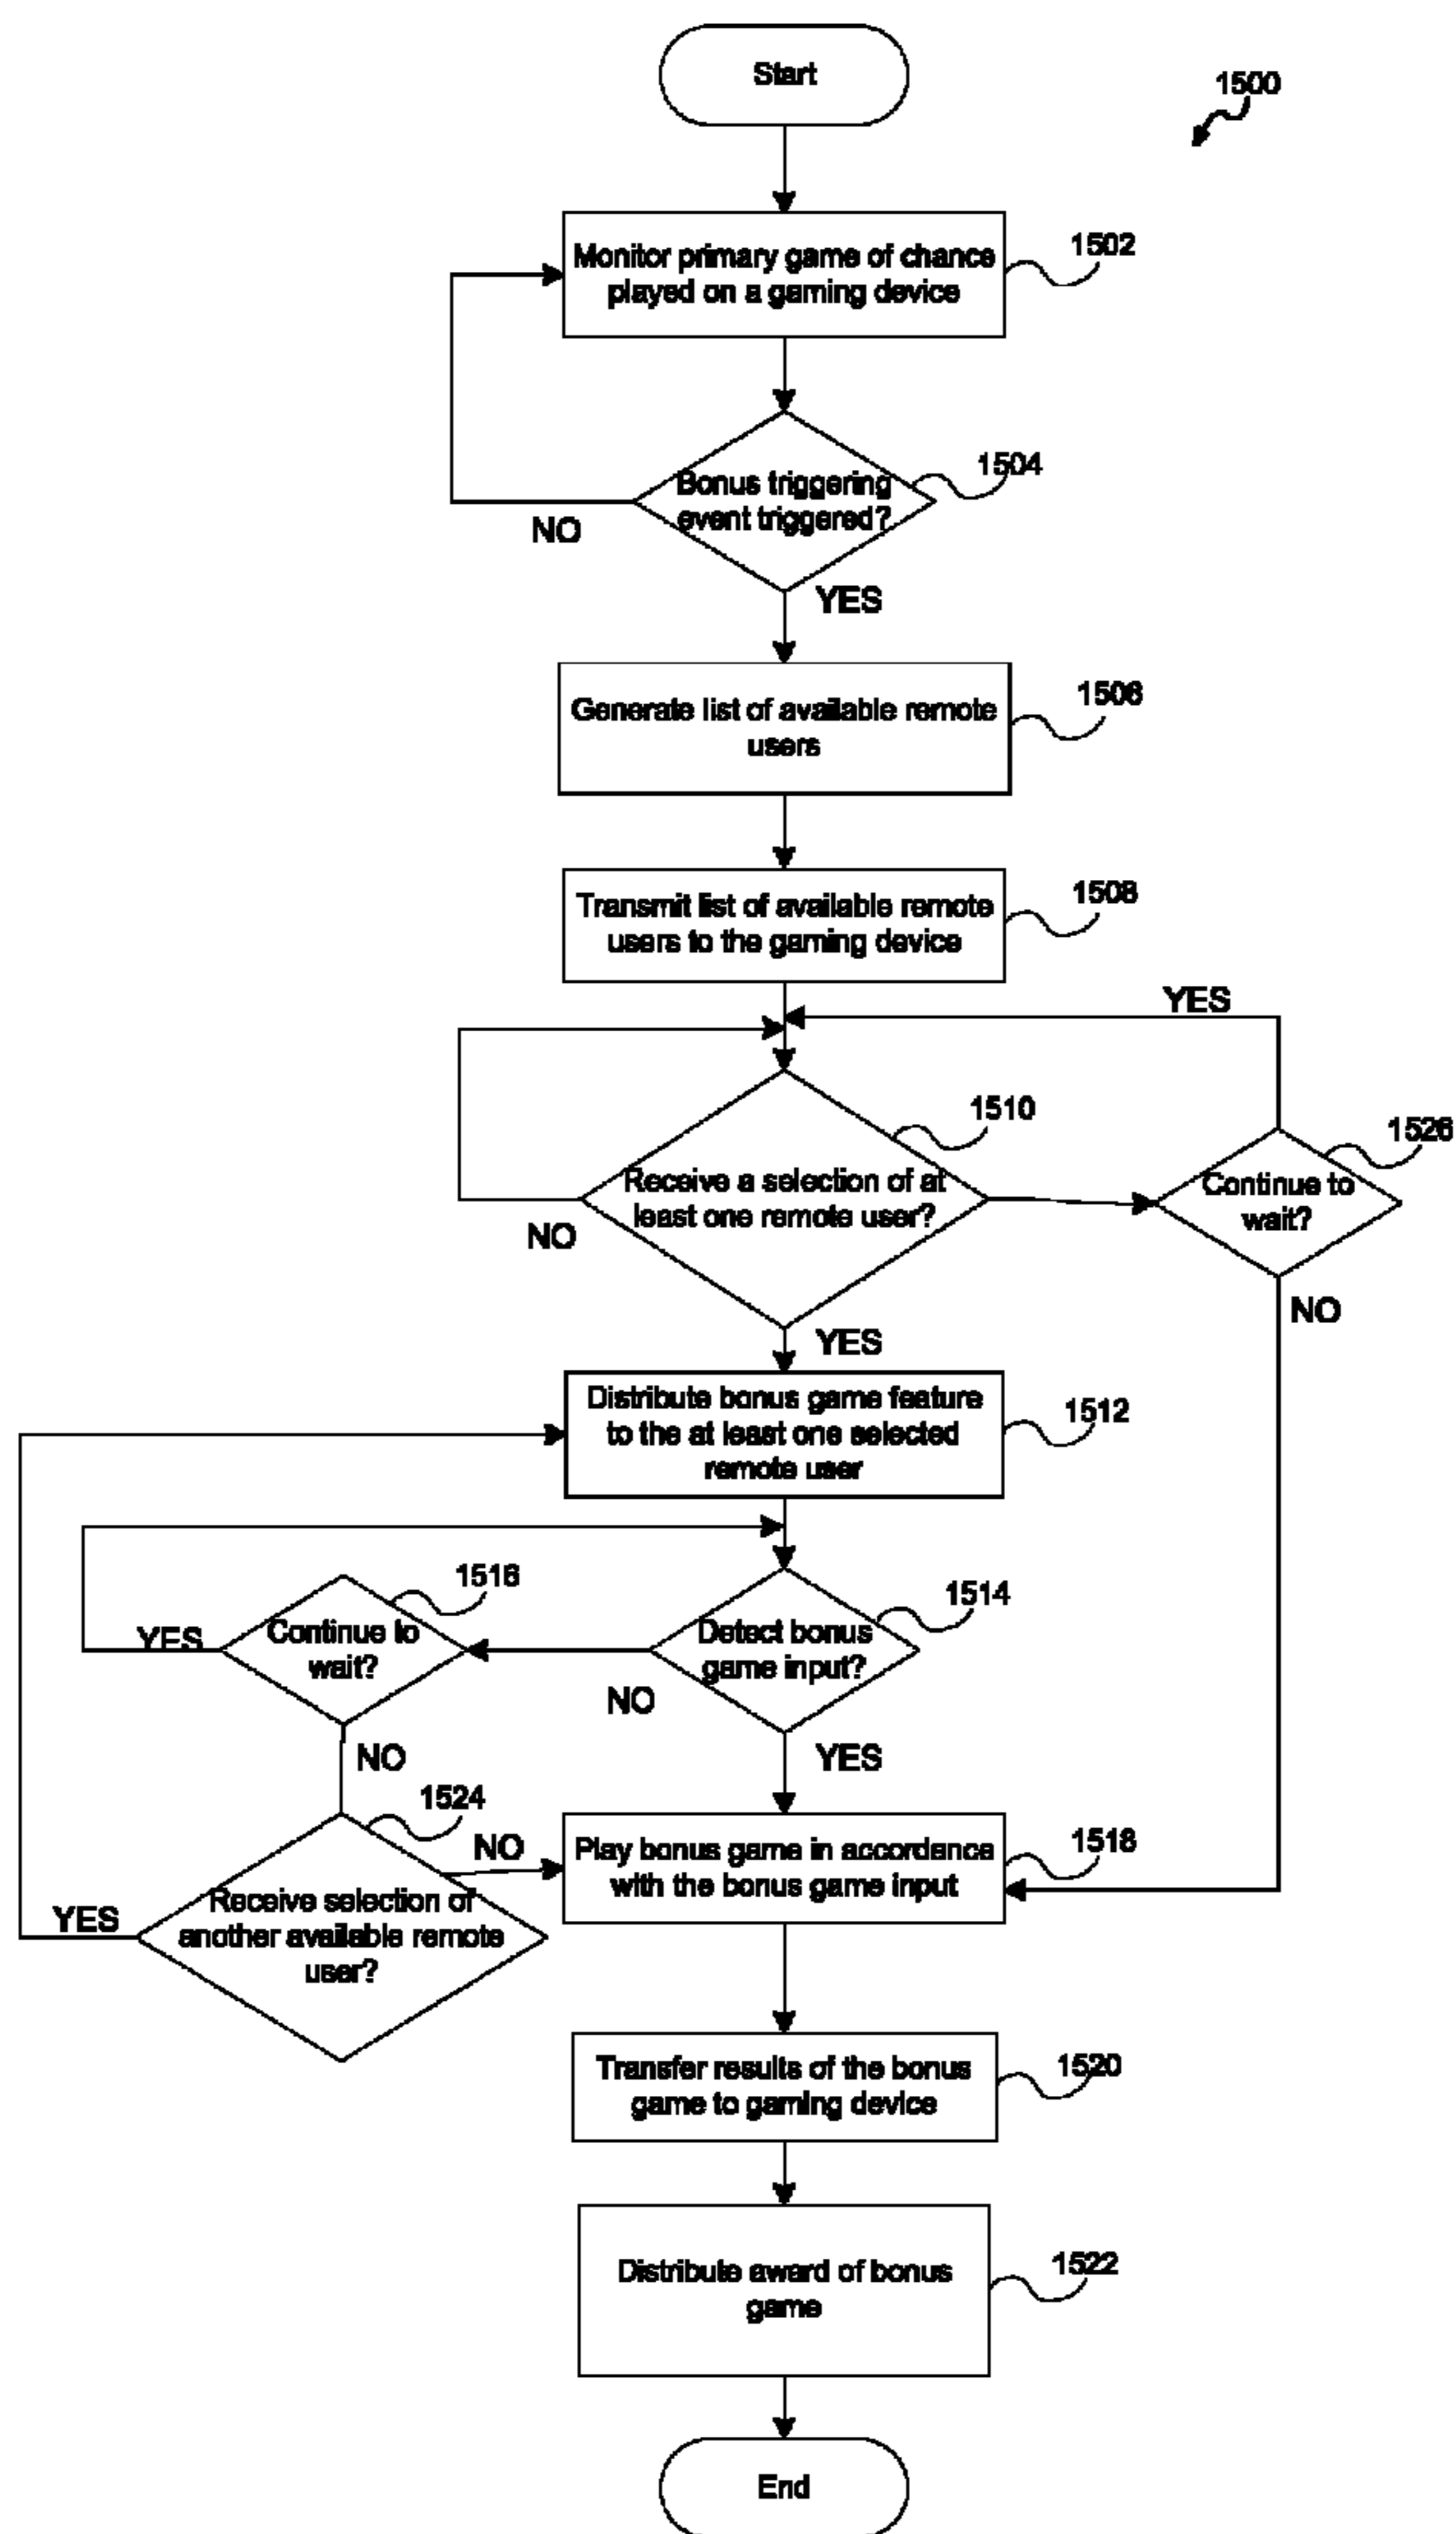 Start
1500
Monitor primary game of chance
played on a gaming device
1502
Bonus triggering
event triggered?
1504
NO
YES
Generate list of available remote
users
1506
Transmit list of available remote
users to the gaming device
1508
YES
Receive a selection of at
least one remote user?
1510
NO
Continue to
wait?
1526
NO
YES
Distribute bonus game feature
to the at least one selected
remote user
1512
Detect bonus
game input?
1514
NO
Continue to
wait?
1516
YES
NO
YES
Receive selection of
another available remote
user?
1524
NO
YES
Play bonus game in accordance
with the bonus game input
1518
Transfer results of the bonus
game to gaming device
1520
Distribute award of bonus
game
1522
End